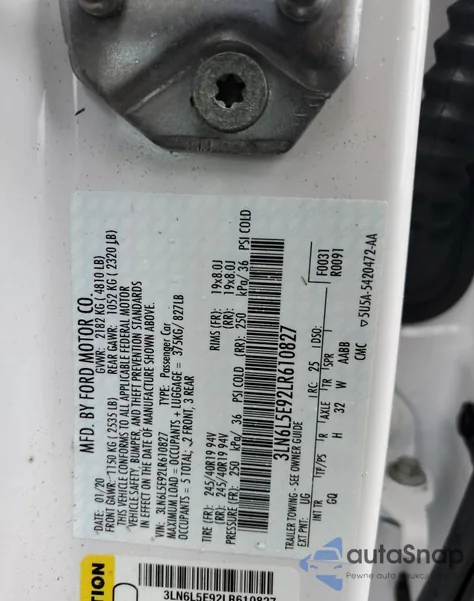 MFD. BY FORD MOTOR CO.
DATE: 01/20 GVWR: 2182 KG ( 4810 LB)
FRONT GAWR: 1150 KG ( 2535 LB) REAR GAWR: 1052 KG ( 2320 LB)
THIS VEHICLE CONFORMS TO ALL APPLICABLE FEDERAL MOTOR
VEHICLE SAFETY, BUMPER, AND THEFT PREVENTION STANDARDS
IN EFFECT ON THE DATE OF MANUFACTURE SHOWN ABOVE.
VIN: 3LN6L5E92LR610827 TYPE: Passenger Car
MAXIMUM LOAD = OCCUPANTS + LUGGAGE = 375KG/ 827LB
OCCUPANTS = 5 TOTAL; 2 FRONT, 3 REAR
TIRE (FR): 245/40R19 94V RIMS (FR): 19x8.0J
TIRE (RR): 245/40R19 94V RIMS (RR): 19x8.0J
PRESSURE (FR): 250 kPa/ 36 PSI COLD (RR): 250 kPa/ 36 PSI COLD
3LN6L5E92LR610827
TRAILER TOWING - SEE OWNER GUIDE
EXT PNT: UG RC: 25 DSO: F0031
R0091
INT TR TP/PS R AXLE TR SPR
GQ H 32 W AABB
CMC 5U5A-5420472-AA
TION
3LN6L5E92LR610827
autoSnap